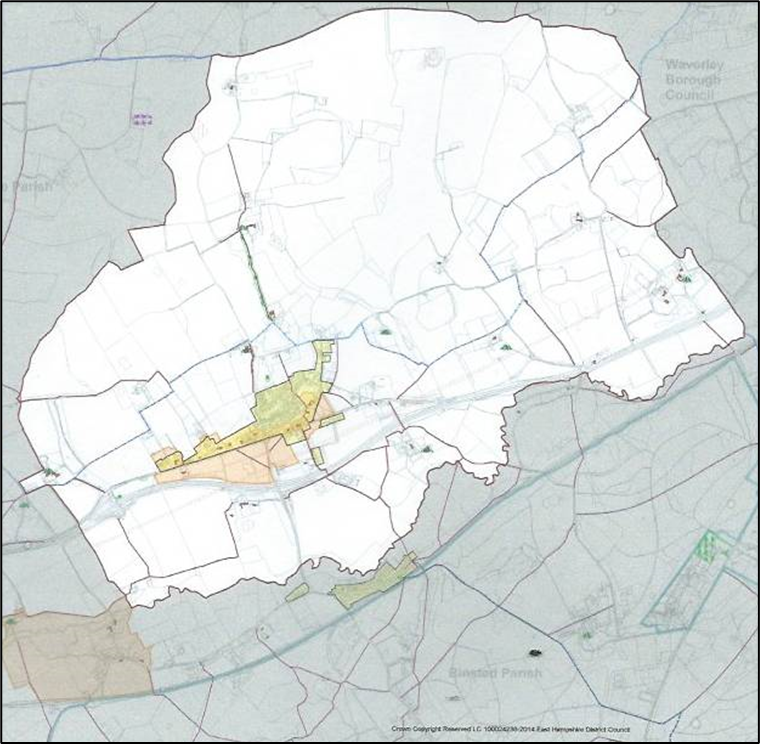 Waverley
Borough
Council
e Parish
Binsted Parish
Crown Copyright Reserved LC 100024238-2014 East Hampshire District Council